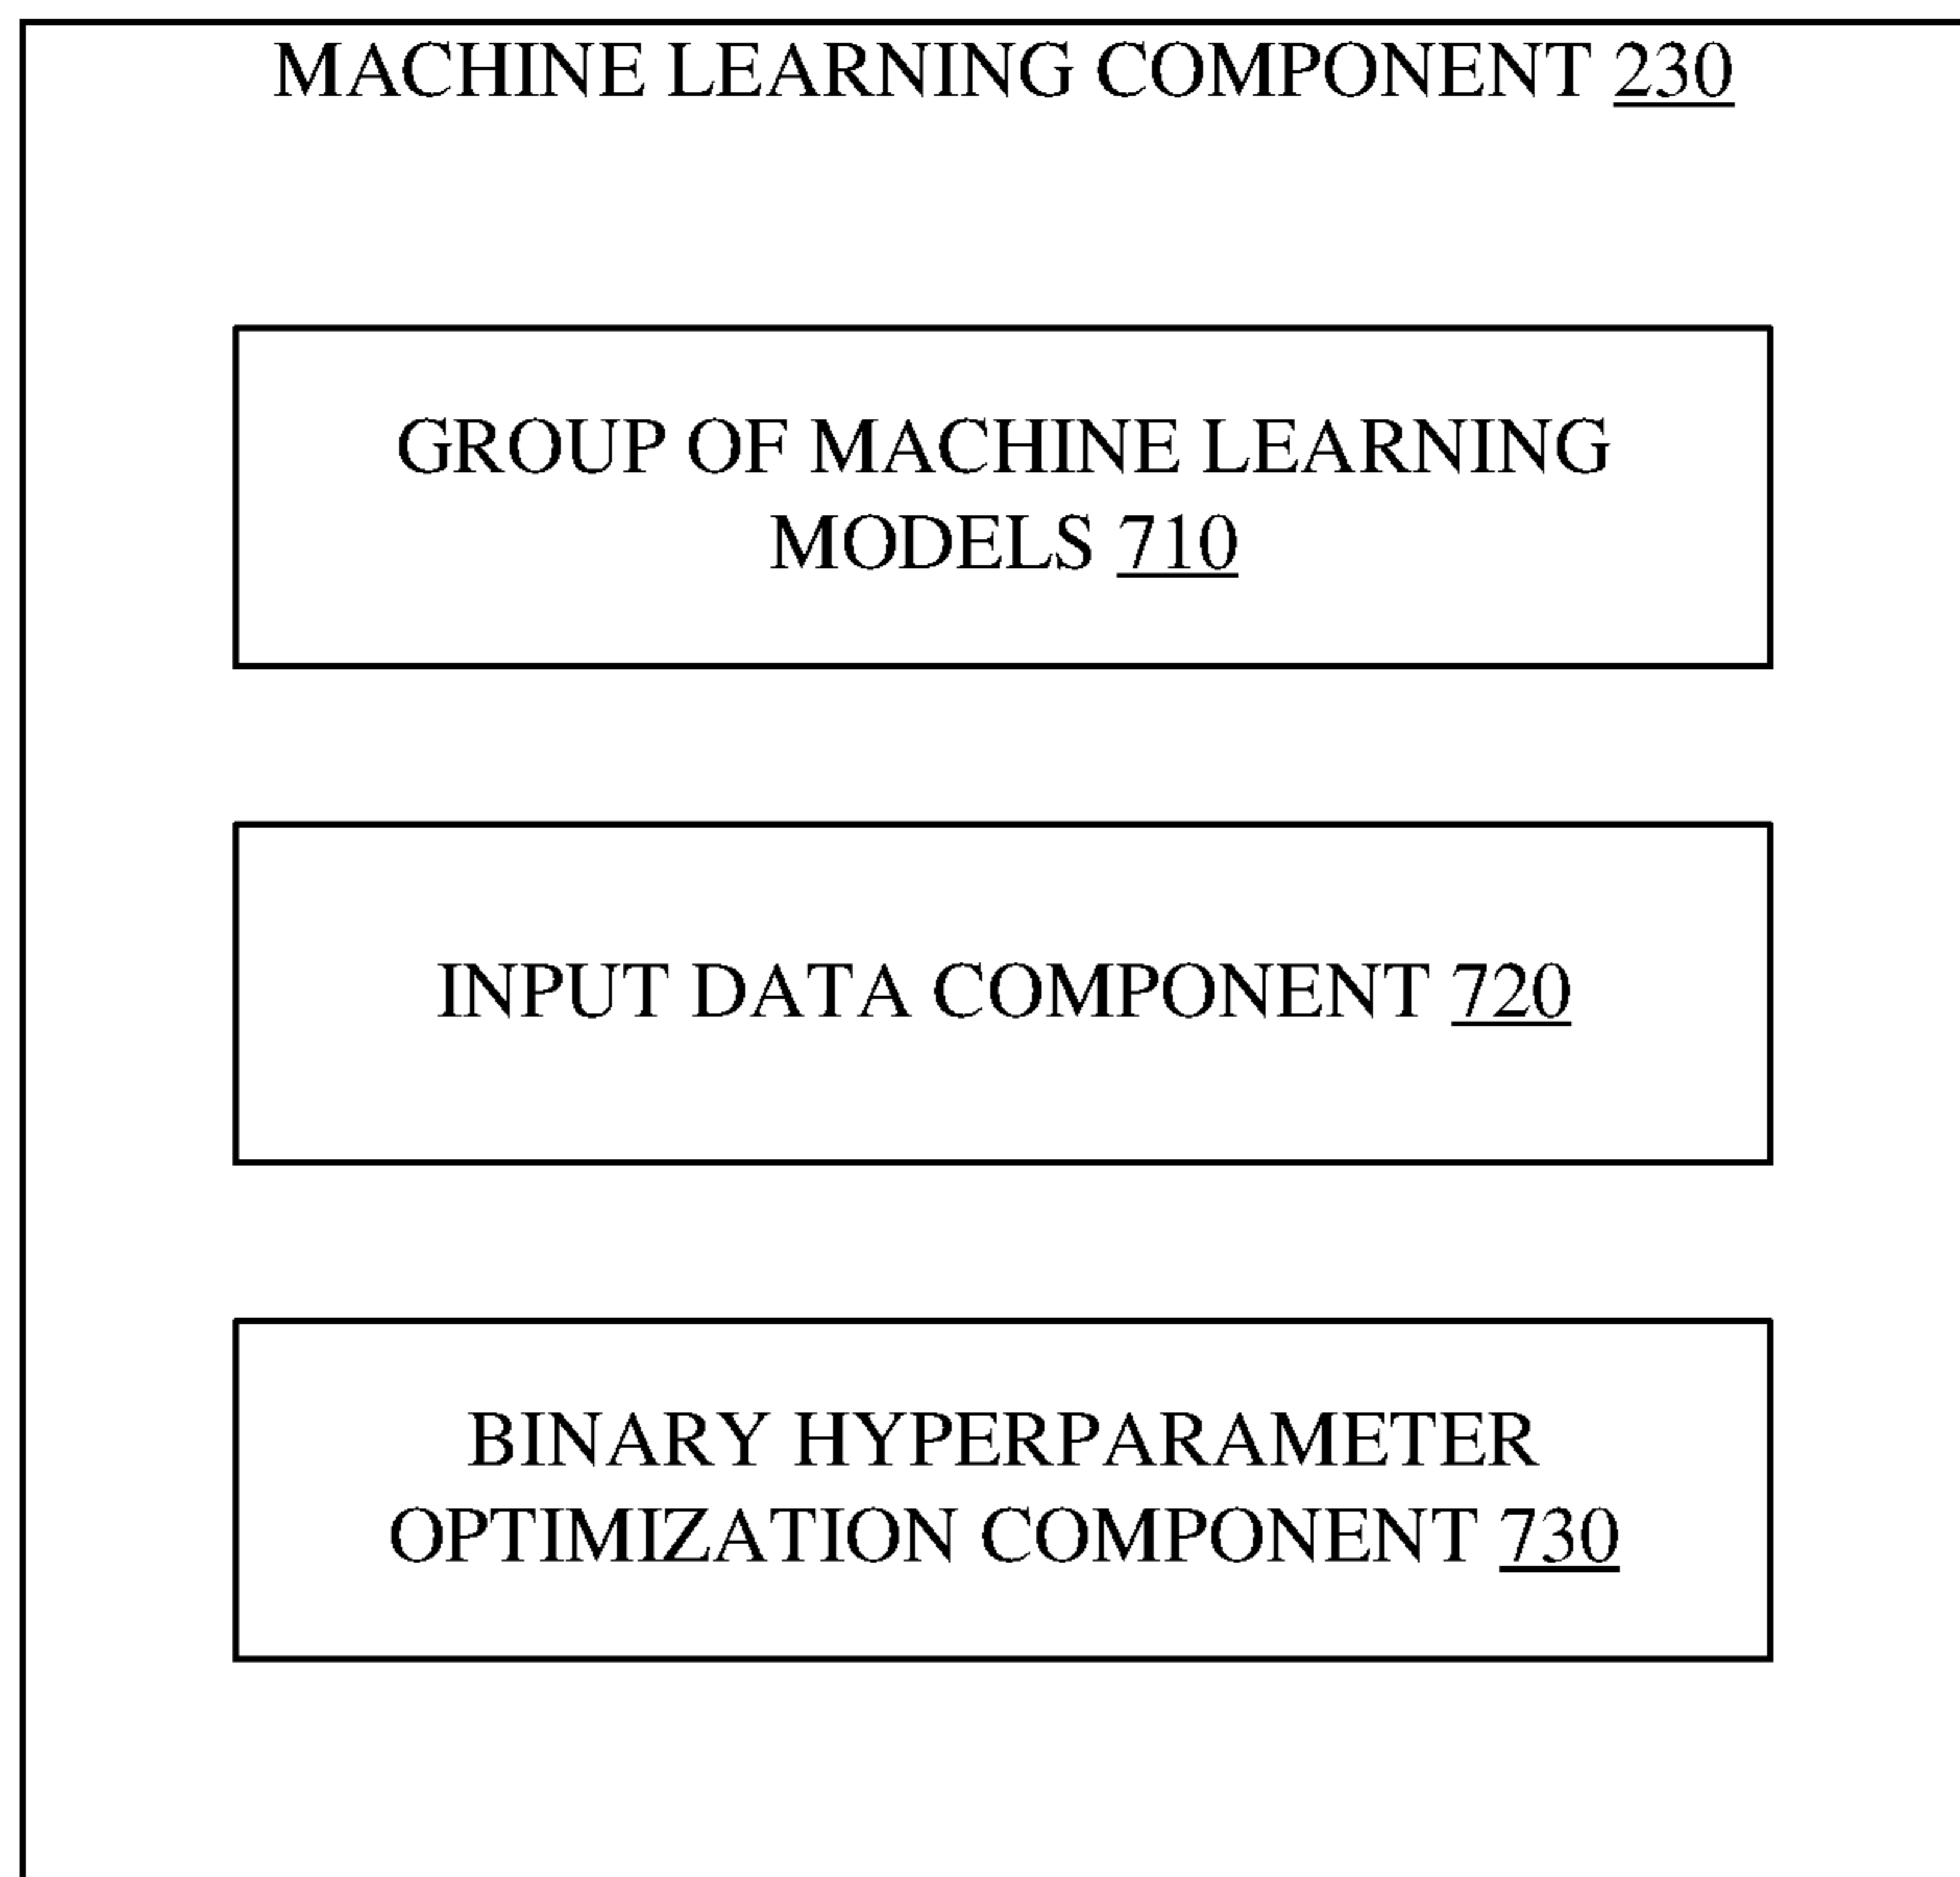 MACHINE LEARNING COMPONENT 230
GROUP OF MACHINE LEARNING
MODELS 710
INPUT DATA COMPONENT 720
BINARY HYPERPARAMETER
OPTIMIZATION COMPONENT 730